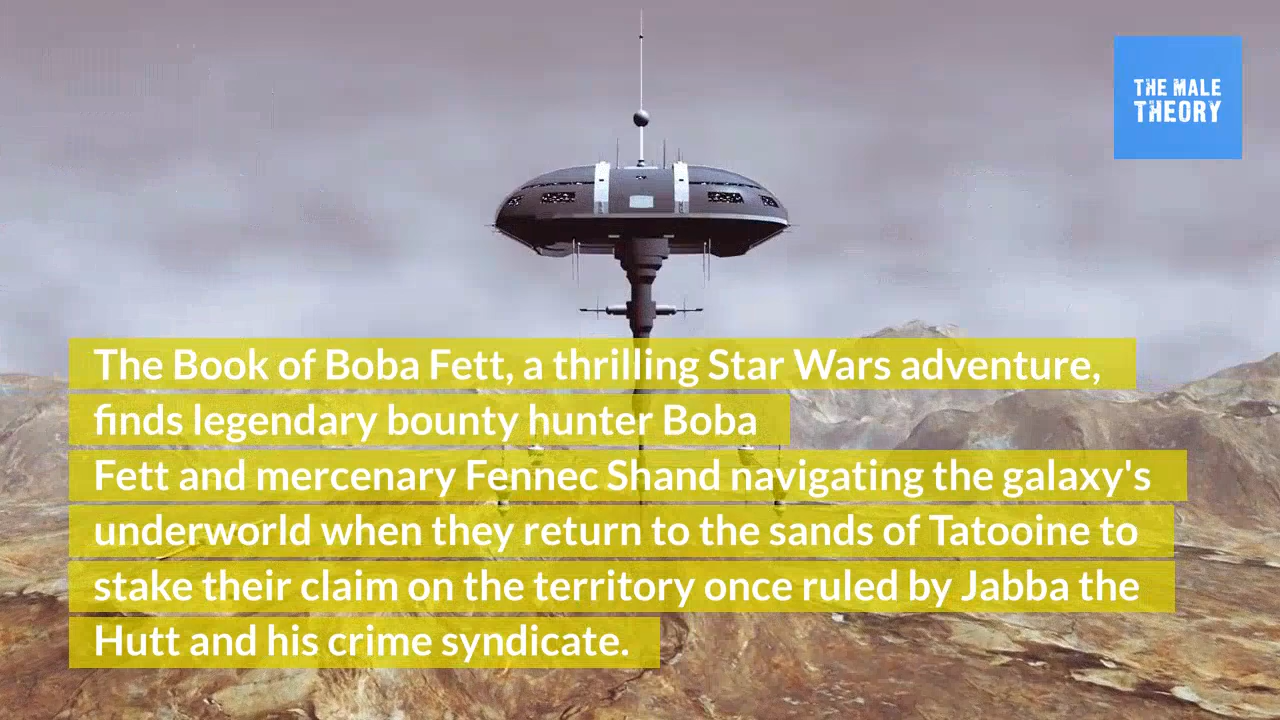 THE MALE
THEORY
The Book of Boba Fett, a thrilling Star Wars adventure,
finds legendary bounty hunter Boba
Fett and mercenary Fennec Shand navigating the galaxy's
underworld when they return to the sands of Tatooine to
stake their claim on the territory once ruled by Jabba the
Hutt and his crime syndicate.